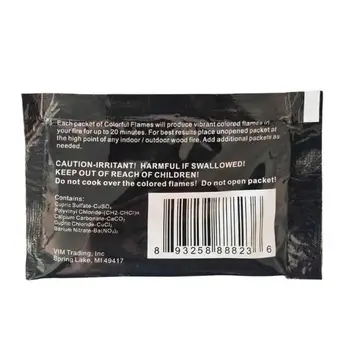 Each packet of Colorful Flames will produce vibrant colored flames in
your fire for up to 20 minutes. For best results place unopened packet at
the high point of any indoor / outdoor wood fire. Add additional packets
as necessary.
CAUTION-IRRITANT! HARMFUL IF SWALLOWED!
KEEP OUT OF REACH OF CHILDREN!
Do not cook over the colored flames! Do not open packet!
Contains:
Cupric Sulfate-CuSO₄
Polyvinyl Chloride-(CH2-CHCl)n
Calcium Carbonate-CaCO₃
Cupric Chloride-CuCl₂
Barium Nitrate-Ba(NO₃)₂
VIM Trading, Inc
Spring Lake, MI 49417
8 93258 88823 6